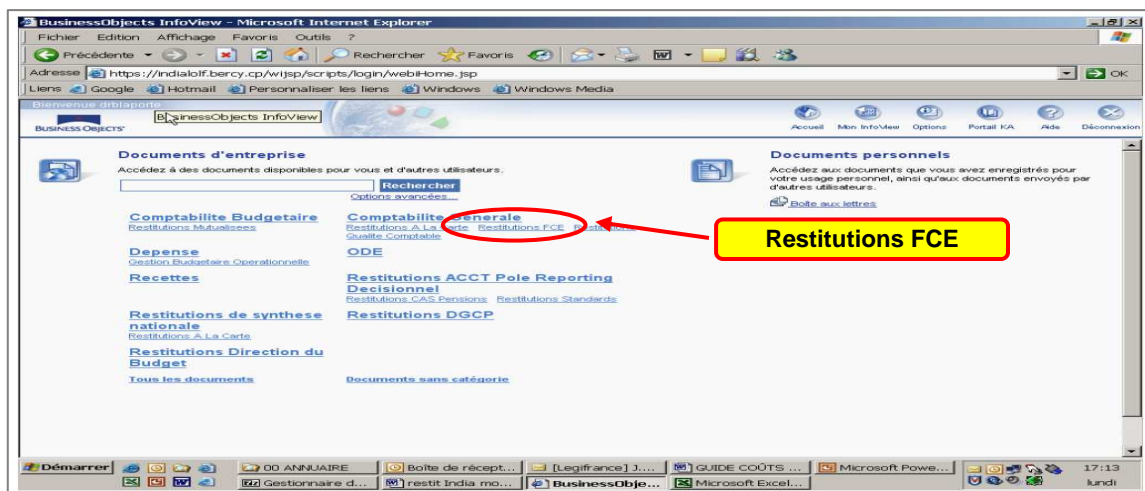 BusinessObjects InfoView - Microsoft Internet Explorer
Fichier Edition Affichage Favoris Outils ?
Précédente Rechercher Favoris
Adresse https://indialolf.bercy.cp/wijsp/scripts/login/webiHome.jsp OK
Liens Google Hotmail Personnaliser les liens Windows Windows Media
Bienvenue drblaporte
BusinessObjects InfoView
BUSINESS OBJECTS
Accueil Mon InfoView Options Portail KA Aide Déconnexion
Documents d'entreprise
Accédez à des documents disponibles pour vous et d'autres utilisateurs.
Rechercher
Options avancées...
Documents personnels
Accédez aux documents que vous avez enregistrés pour
votre usage personnel, ainsi qu'aux documents envoyés par
d'autres utilisateurs.
Boîte aux lettres
Comptabilite Budgetaire
Restitutions Mutualisees
Comptabilite Generale
Restitutions A La Carte Restitutions FCE Restitutions
Qualite Comptable
Restitutions FCE
Depense
Gestion Budgetaire Operationnelle
ODE
Recettes
Restitutions ACCT Pole Reporting
Decisionnel
Restitutions CAS Pensions Restitutions Standards
Restitutions de synthese
nationale
Restitutions A La Carte
Restitutions DGCP
Restitutions Direction du
Budget
Tous les documents
Documents sans catégorie
Démarrer 00 ANNUAIRE Boîte de récept... [Legifrance] J.... GUIDE COÛTS ... Microsoft Powe... 17:13
Gestionnaire d... restit India mo... BusinessObje... Microsoft Excel... lundi